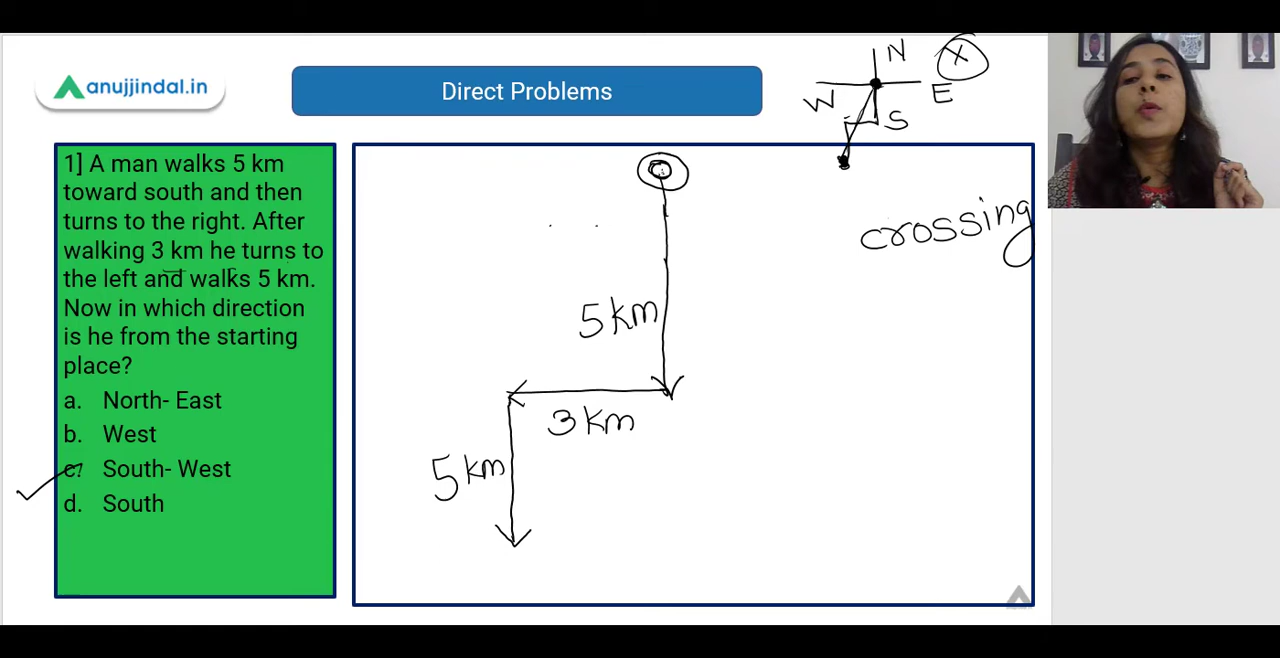 anujjindal.in
Direct Problems
N
X
W
E
S
1] A man walks 5 km
toward south and then
turns to the right. After
walking 3 km he turns to
the left and walks 5 km.
Now in which direction
is he from the starting
place?
a. North- East
b. West
c. South- West
d. South
crossing
5 km
3 km
5 km